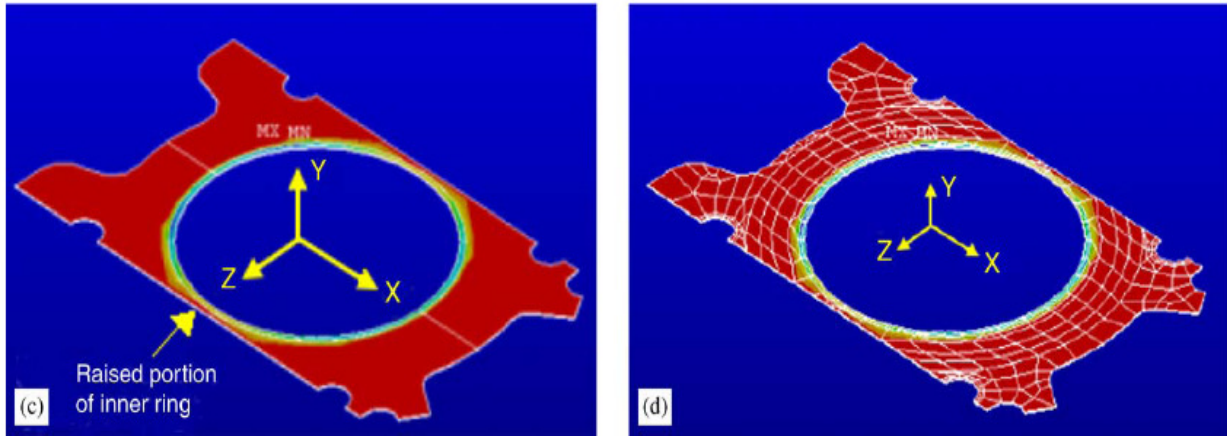 MX MN
Y
Z
X
Raised portion
of inner ring
(c)
MX MN
Y
Z
X
(d)